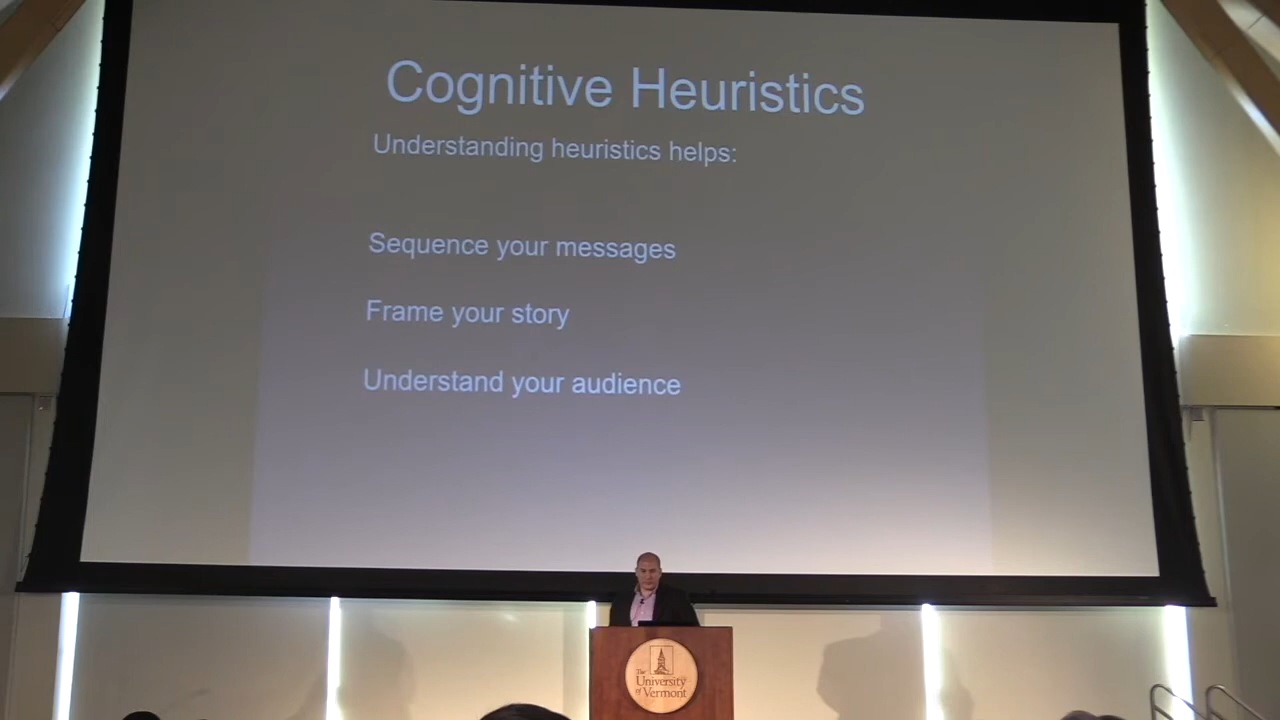 Cognitive Heuristics
Understanding heuristics helps:
Sequence your messages
Frame your story
Understand your audience
The
University
of Vermont